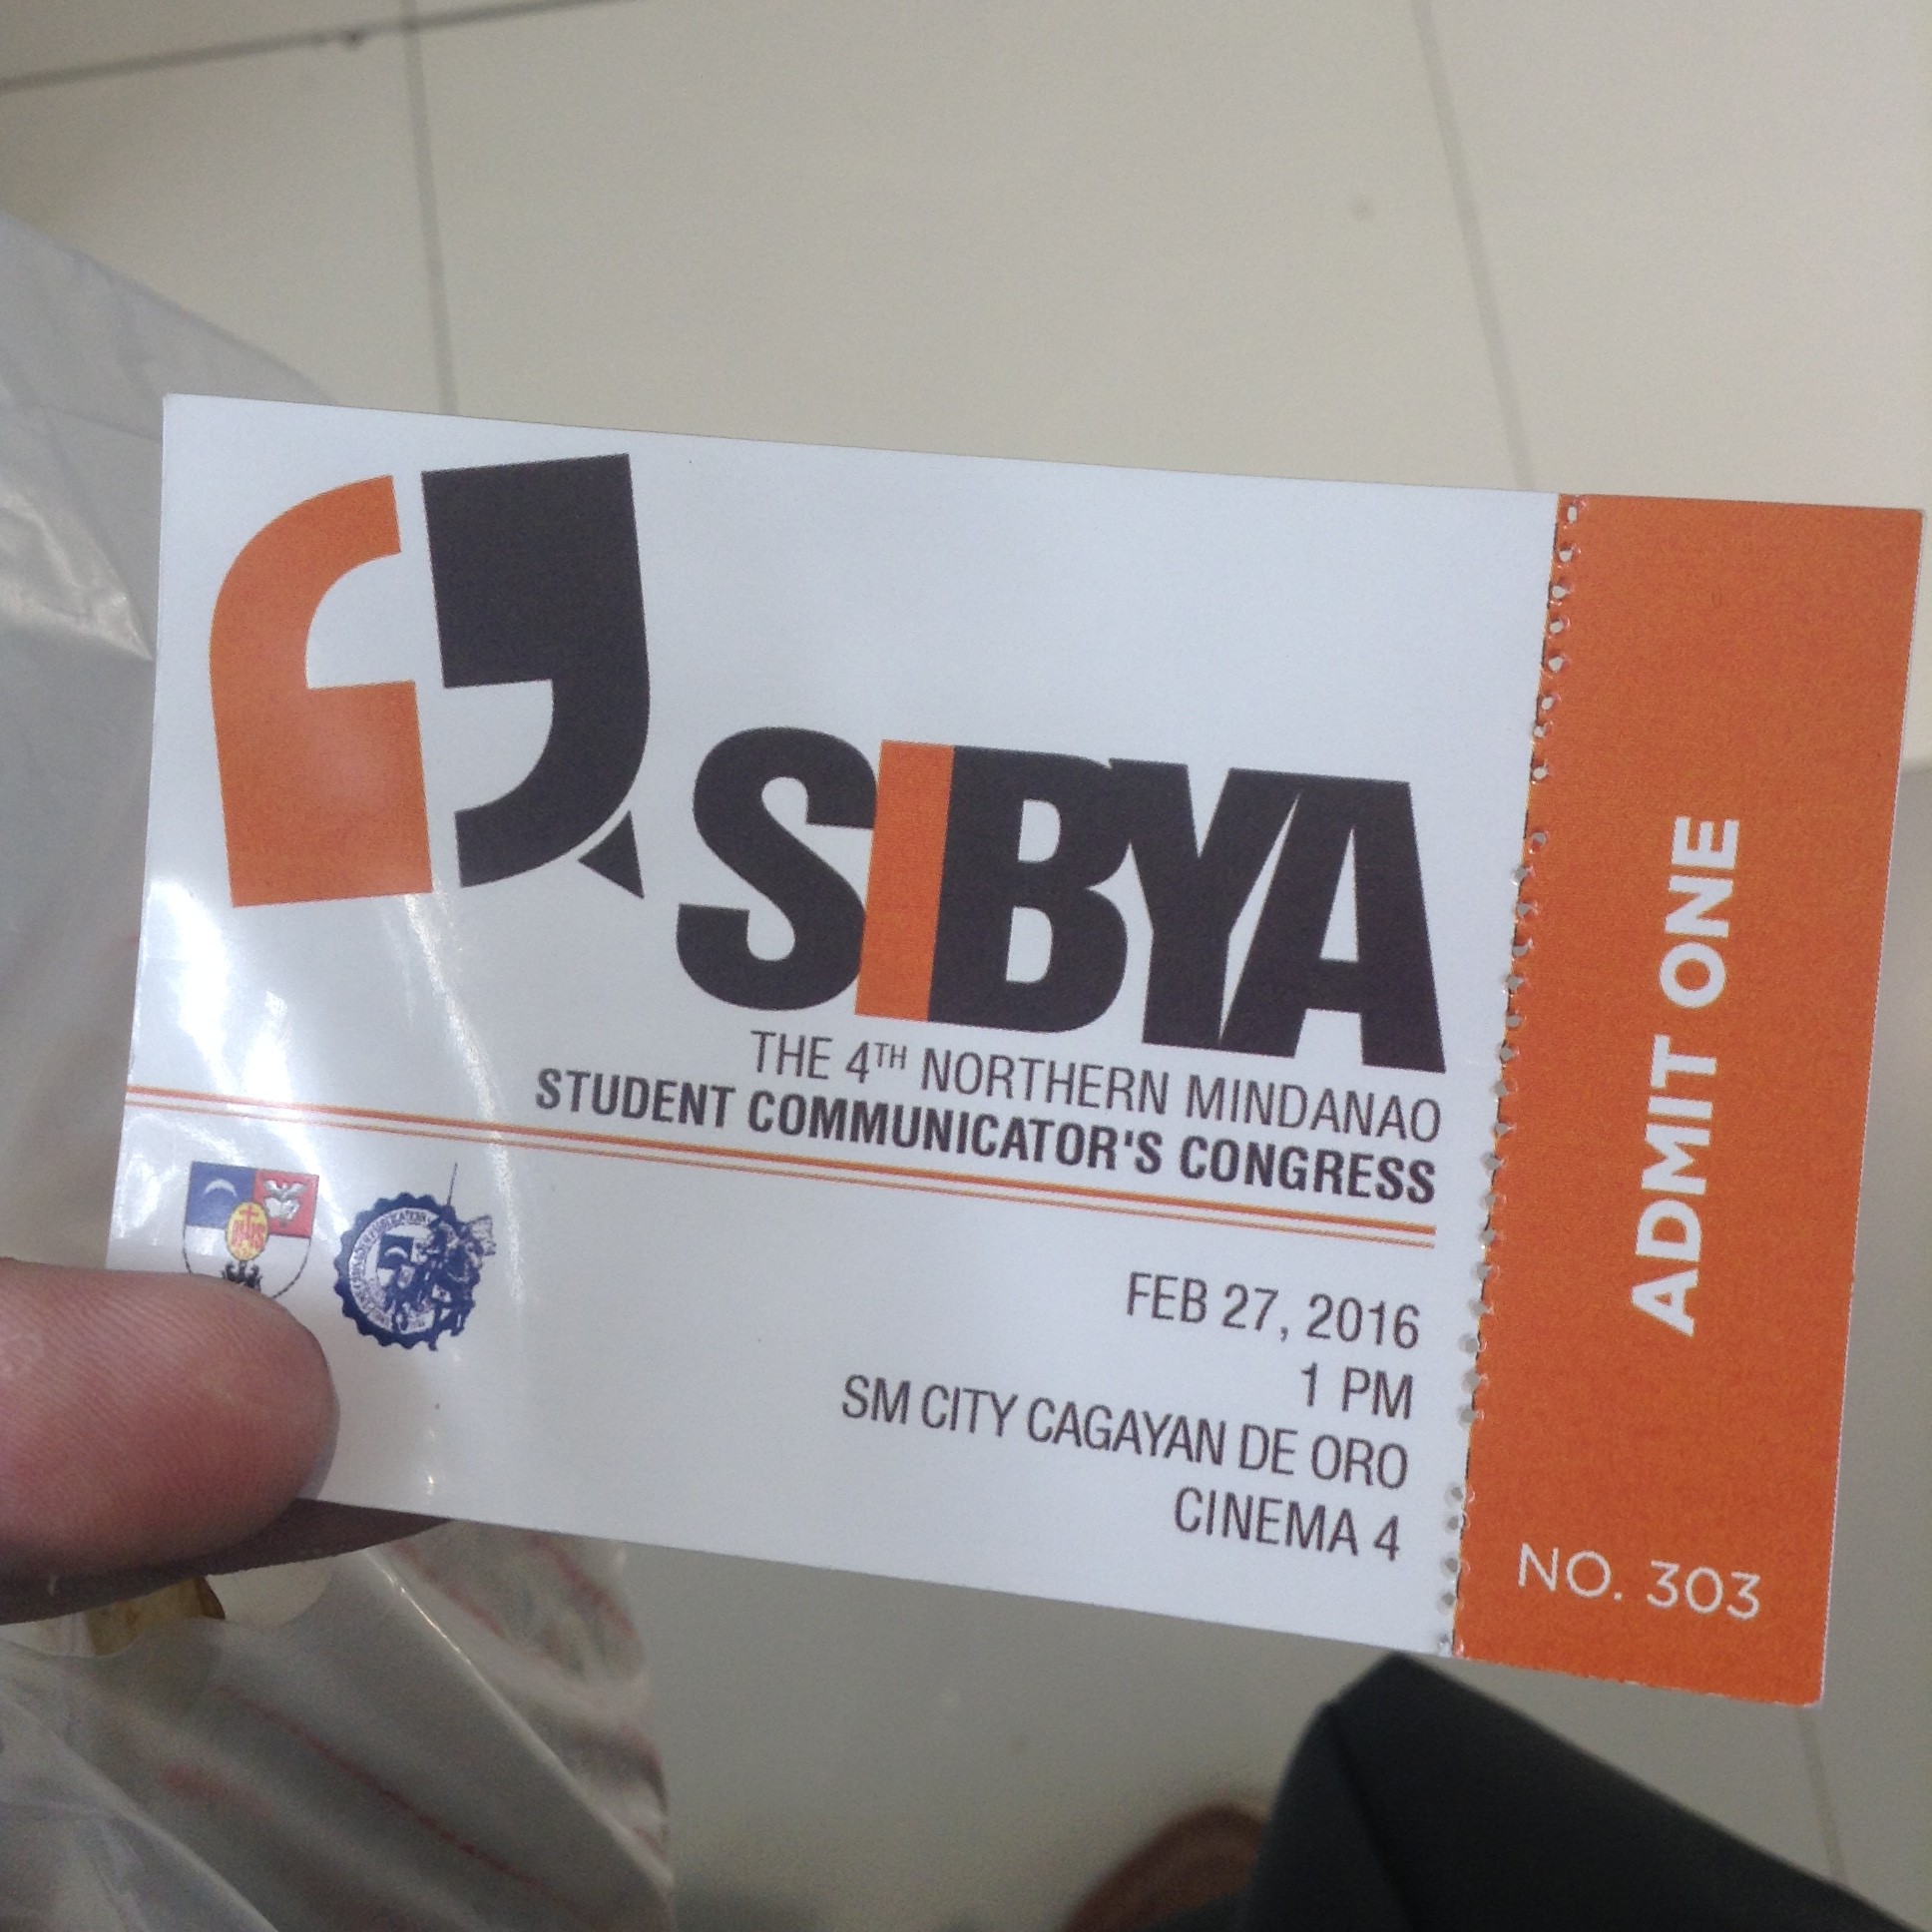 SIBYA
THE 4TH NORTHERN MINDANAO
STUDENT COMMUNICATOR'S CONGRESS
FEB 27, 2016
1 PM
SM CITY CAGAYAN DE ORO
CINEMA 4
ADMIT ONE
NO. 303
IHS